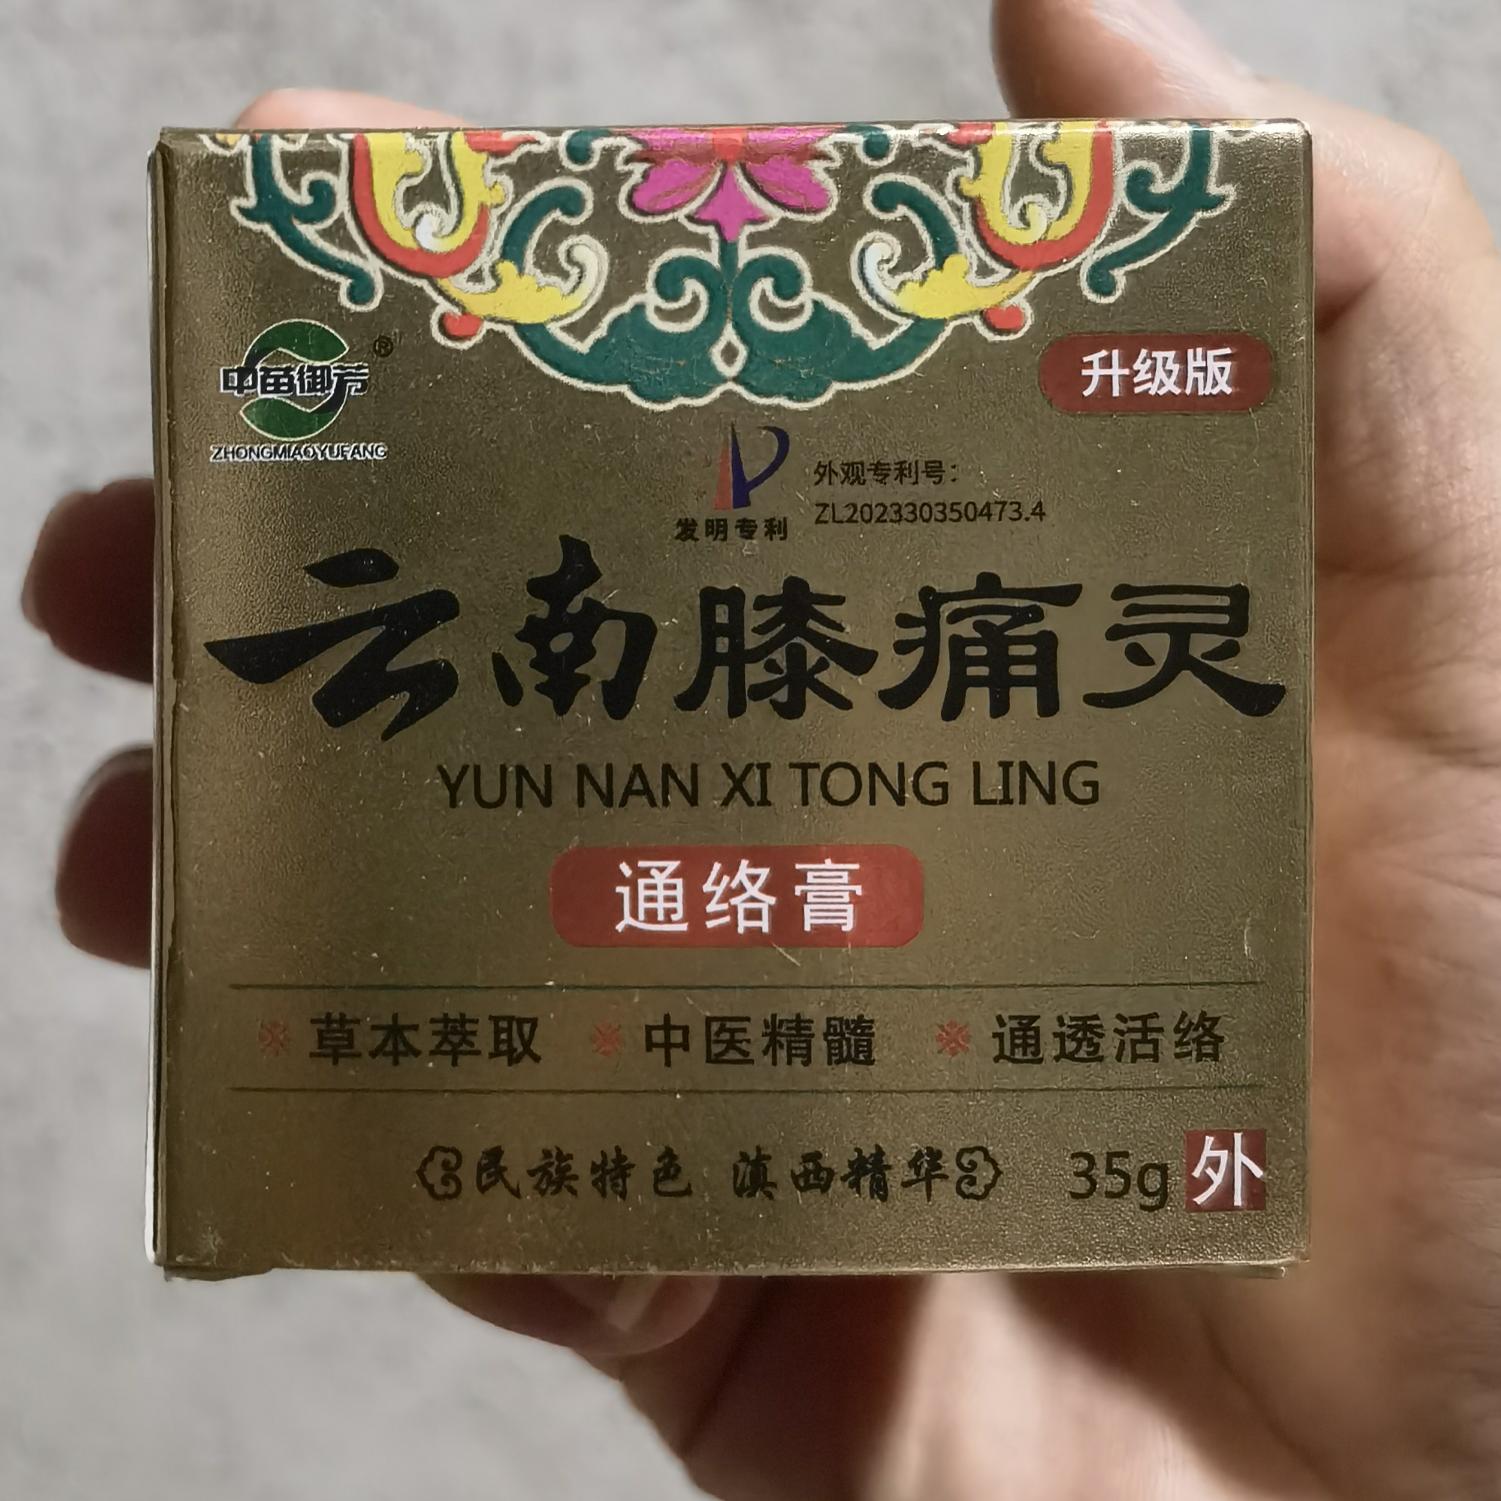 中苗御芳®
ZHONGMIAOYUFANG
升级版
发明专利
外观专利号：
ZL202330350473.4
云南膝痛灵
YUN NAN XI TONG LING
通络膏
※草本萃取 ※中医精髓 ※通透活络
民族特色 滇西精华
35g 外